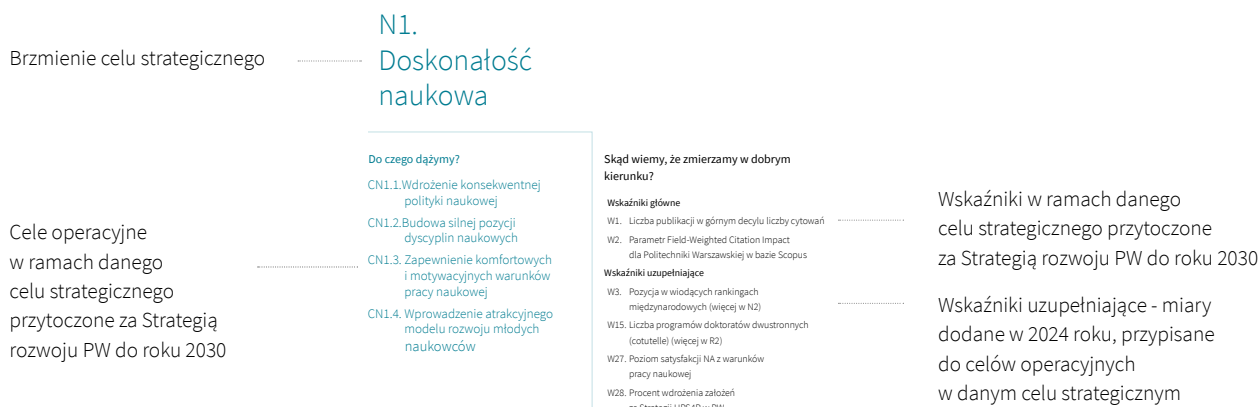 Brzmienie celu strategicznego
N1.
Doskonałość
naukowa
Cele operacyjne
w ramach danego
celu strategicznego
przytoczone za Strategią
rozwoju PW do roku 2030
Do czego dążymy?
CN1.1.Wdrożenie konsekwentnej
polityki naukowej
CN1.2.Budowa silnej pozycji
dyscyplin naukowych
CN1.3. Zapewnienie komfortowych
i motywacyjnych warunków
pracy naukowej
CN1.4. Wprowadzenie atrakcyjnego
modelu rozwoju młodych
naukowców
Skąd wiemy, że zmierzamy w dobrym
kierunku?
Wskaźniki główne
W1. Liczba publikacji w górnym decylu liczby cytowań
W2. Parametr Field-Weighted Citation Impact
dla Politechniki Warszawskiej w bazie Scopus
Wskaźniki uzupełniające
W3. Pozycja w wiodących rankingach
międzynarodowych (więcej w N2)
W15. Liczba programów doktoratów dwustronnych
(cotutelle) (więcej w R2)
W27. Poziom satysfakcji NA z warunków
pracy naukowej
W28. Procent wdrożenia założeń
Wskaźniki w ramach danego
celu strategicznego przytoczone
za Strategią rozwoju PW do roku 2030
Wskaźniki uzupełniające - miary
dodane w 2024 roku, przypisane
do celów operacyjnych
w danym celu strategicznym